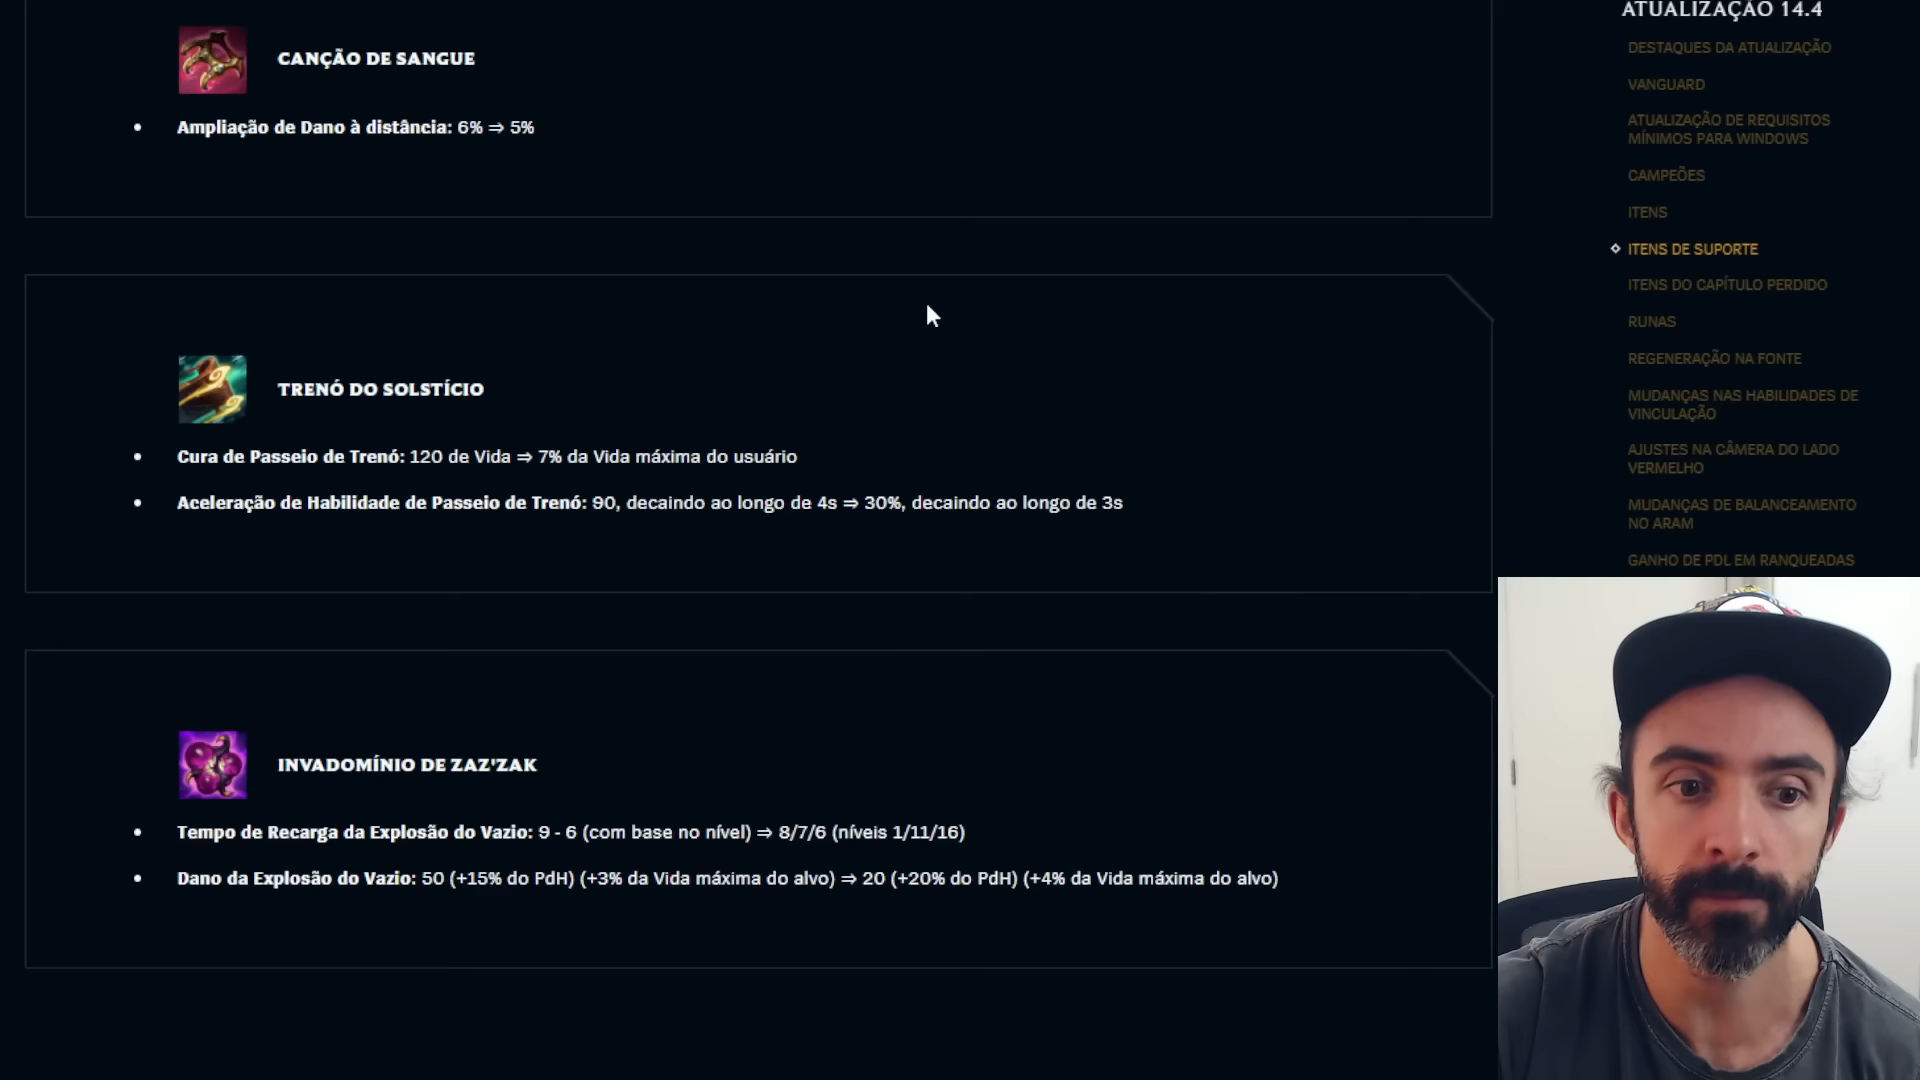 CANÇÃO DE SANGUE
• Ampliação de Dano à distância: 6% ⇒ 5%
TRENÓ DO SOLSTÍCIO
• Cura de Passeio de Trenó: 120 de Vida ⇒ 7% da Vida máxima do usuário
• Aceleração de Habilidade de Passeio de Trenó: 90, decaindo ao longo de 4s ⇒ 30%, decaindo ao longo de 3s
INVADOMÍNIO DE ZAZ'ZAK
• Tempo de Recarga da Explosão do Vazio: 9 - 6 (com base no nível) ⇒ 8/7/6 (níveis 1/11/16)
• Dano da Explosão do Vazio: 50 (+15% do PdH) (+3% da Vida máxima do alvo) ⇒ 20 (+20% do PdH) (+4% da Vida máxima do alvo)
ATUALIZAÇÃO 14.4
DESTAQUES DA ATUALIZAÇÃO
VANGUARD
ATUALIZAÇÃO DE REQUISITOS
MÍNIMOS PARA WINDOWS
CAMPEÕES
ITENS
ITENS DE SUPORTE
ITENS DO CAPÍTULO PERDIDO
RUNAS
REGENERAÇÃO NA FONTE
MUDANÇAS NAS HABILIDADES DE
VINCULAÇÃO
AJUSTES NA CÂMERA DO LADO
VERMELHO
MUDANÇAS DE BALANCEAMENTO
NO ARAM
GANHO DE PDL EM RANQUEADAS